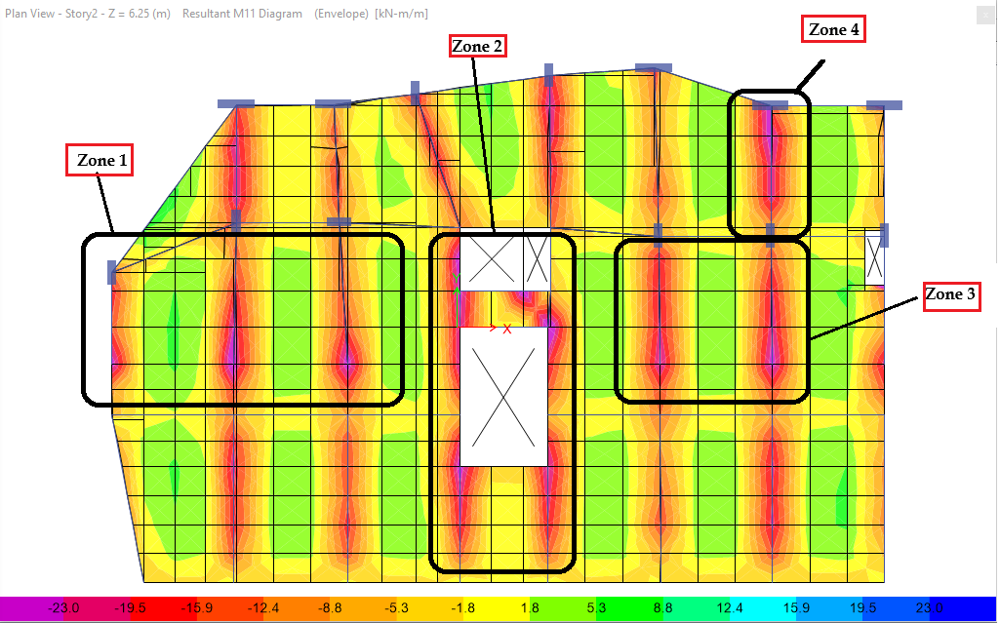 Plan View - Story2 - Z = 6.25 (m)   Resultant M11 Diagram   (Envelope)  [kN-m/m]
Zone 4
Zone 2
Zone 1
Zone 3
Y
X
-23.0 -19.5 -15.9 -12.4 -8.8 -5.3 -1.8 1.8 5.3 8.8 12.4 15.9 19.5 23.0